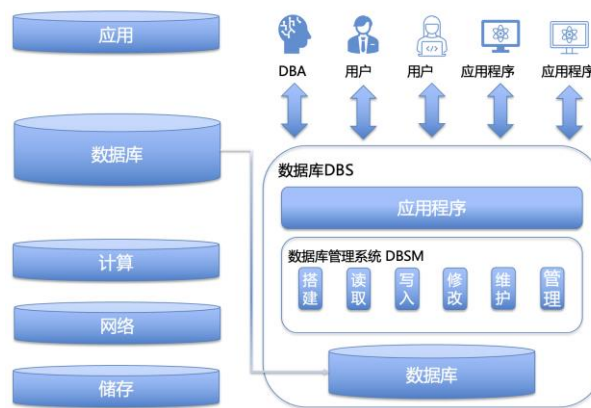 应用
数据库
计算
网络
储存
DBA
用户
用户
应用程序
应用程序
数据库DBS
应用程序
数据库管理系统 DBSM
搭建
读取
写入
修改
维护
管理
数据库